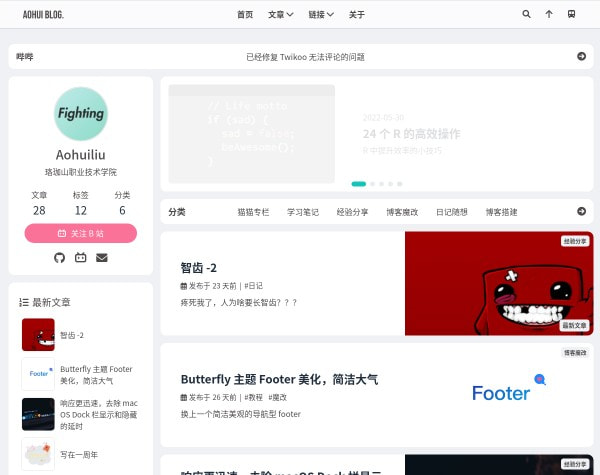 AOHUI BLOG.
首页 文章 链接 关于
哔哔
已经修复 Twikoo 无法评论的问题
Fighting
Aohuiliu
珞珈山职业技术学院
文章 标签 分类
28 12 6
关注 B 站
最新文章
智齿 -2
Footer
Butterfly 主题 Footer
美化，简洁大气
响应更迅速，去除 mac
OS Dock 栏显示和隐藏
的延时
写在一周年
// Life motto
if (sad) {
sad = false;
beAwesome();
}
2022-05-30
24 个 R 的高效操作
R 中提升效率的小技巧
分类
猫猫专栏 学习笔记 经验分享 博客魔改 日记随想 博客搭建
经验分享
智齿 -2
发布于 23 天前 | #日记
疼死我了，人为啥要长智齿？？？
最新文章
博客魔改
Butterfly 主题 Footer 美化，简洁大气
发布于 26 天前 | #教程 #魔改
换上一个简洁美观的导航型 footer
Footer
经验分享
响应更迅速，去除 macOS Dock 栏显示